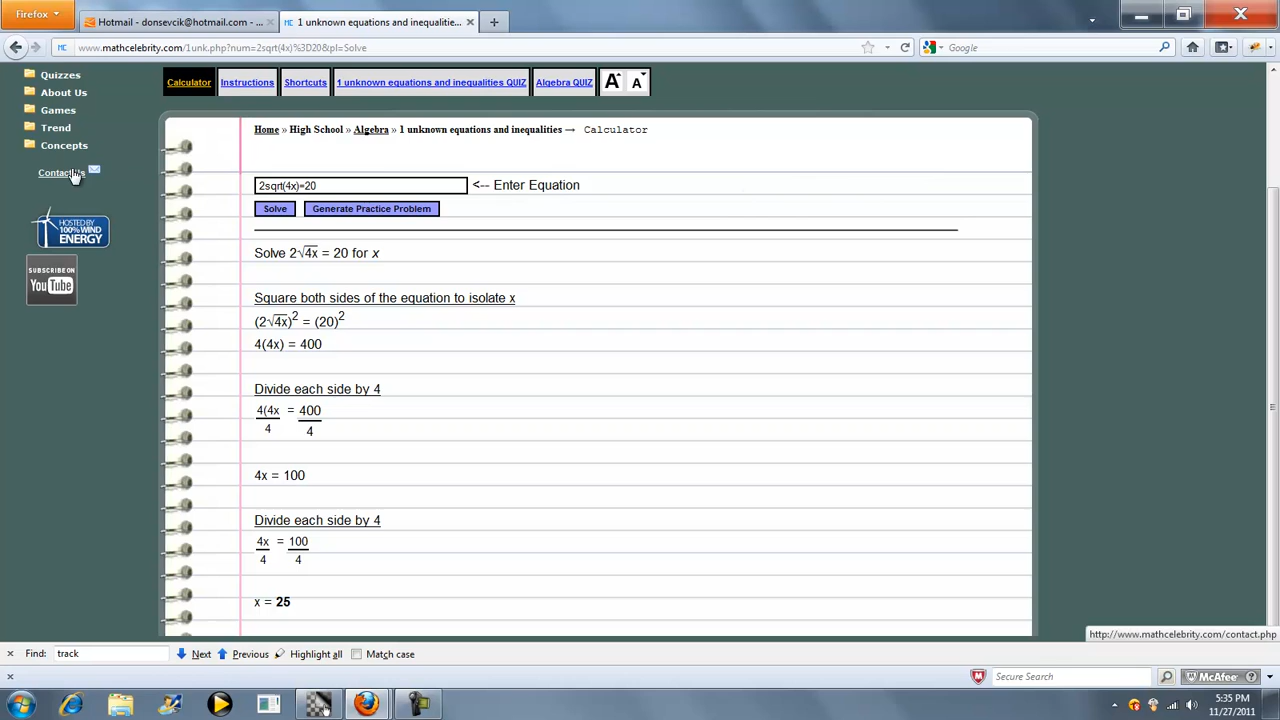 Firefox
Hotmail - donsevcik@hotmail.com - ...
1 unknown equations and inequalitie...
www.mathcelebrity.com/1unk.php?num=2sqrt(4x)%3D20&pl=Solve
Google
Quizzes
About Us
Games
Trend
Concepts
Contact Us
HOSTED BY
100% WIND
ENERGY
SUBSCRIBE ON
YouTube
Calculator
Instructions
Shortcuts
1 unknown equations and inequalities QUIZ
Algebra QUIZ
A A
Home » High School » Algebra » 1 unknown equations and inequalities → Calculator
2sqrt(4x)=20 <-- Enter Equation
Solve Generate Practice Problem
Solve 2√4x = 20 for x
Square both sides of the equation to isolate x
(2√4x)² = (20)²
4(4x) = 400
Divide each side by 4
4(4x = 400
4 4
4x = 100
Divide each side by 4
4x = 100
4 4
x = 25
http://www.mathcelebrity.com/contact.php
Find: track Next Previous Highlight all Match case
Secure Search McAfee
5:35 PM
11/27/2011